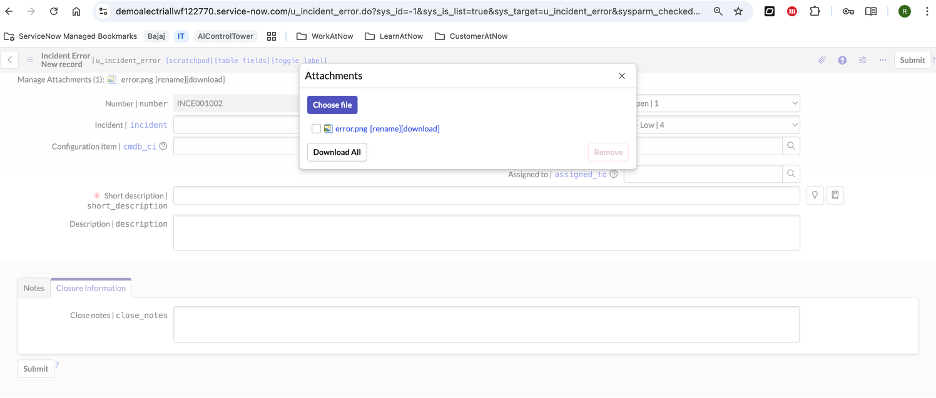 demoalectriallwf122770.service-now.com/u_incident_error.do?sys_id=-1&sys_is_list=true&sys_target=u_incident_error&sysparm_checked...
R
ServiceNow Managed Bookmarks Bajaj IT AIControlTower WorkAtNow LearnAtNow CustomerAtNow
Incident Error
New record
[u_incident_error [scratchpad][table fields][toggle label]
Submit ?
Manage Attachments (1): error.png [rename][download]
Attachments
Choose file
error.png [rename][download]
Download All Remove
Number | number INCE001002
pen | 1
Incident | incident
Low | 4
Configuration Item | cmdb_ci
Assigned to | assigned_to
Short description |
short_description
Description | description
Notes Closure Information
Close notes | close_notes
Submit ?